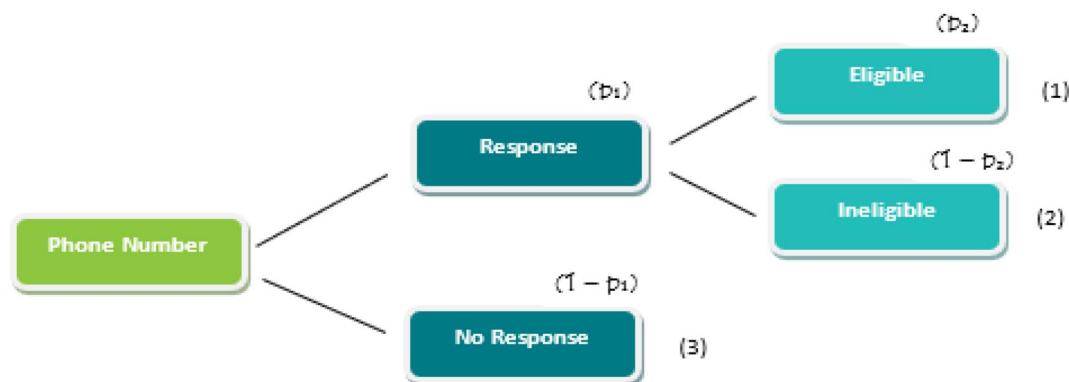 (p₂)
Eligible
(1)
(p₁)
Response
(1 – p₂)
Ineligible
(2)
Phone Number
(1 – p₁)
No Response
(3)